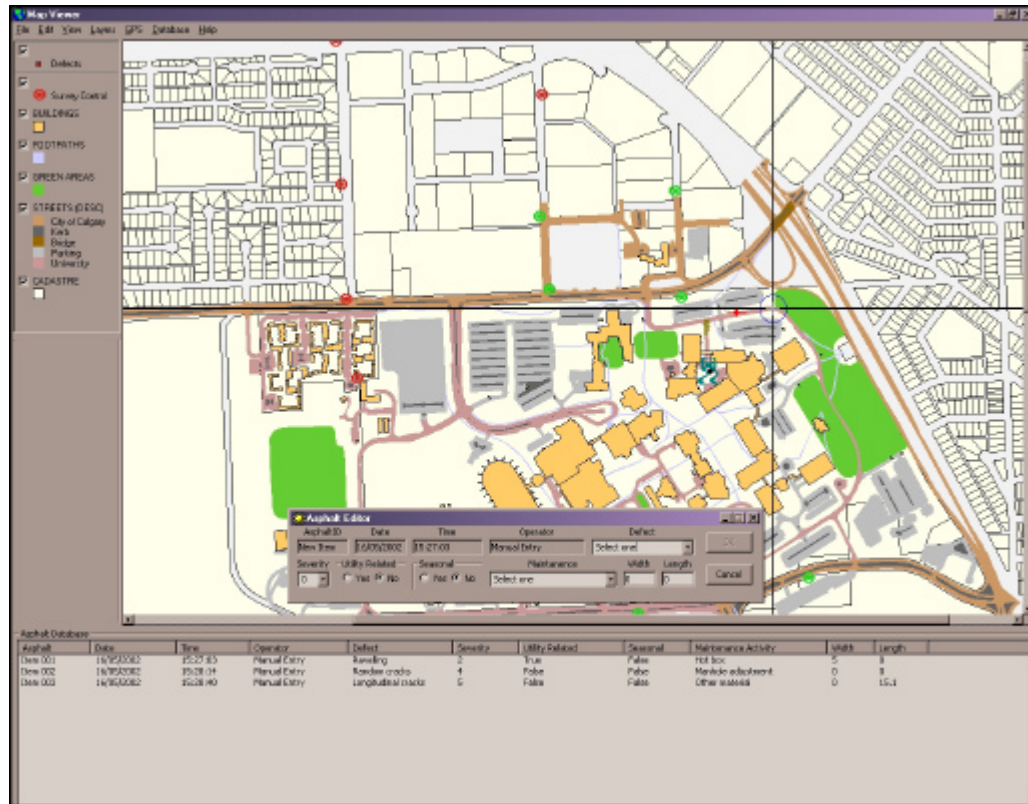 Map Viewer
File Edit View Layers GPS Database Help
Defects
Survey Control
BUILDINGS
FOOTPATHS
GREEN AREAS
STREETS (DESC)
City of Calgary
Kerb
Bridge
Parking
University
CADASTRE
Asphalt Editor
AsphaltID Date Time Operator Defect
New Item 16/05/2002 15:27:03 Manual Entry Select one OK
Severity Utility Related Seasonal Maintenance Width Length
0 Yes No Yes No Select one 0 0 Cancel
Asphalt Database
Asphalt Date Time Operator Defect Severity Utility Related Seasonal Maintenance Activity Width Length
Item 001 16/05/2002 15:27:03 Manual Entry Raveling 2 True False Hot box 5 8
Item 002 16/05/2002 15:28:14 Manual Entry Random cracks 4 False False Manhole adjustment 0 0
Item 003 16/05/2002 15:28:40 Manual Entry Longitudinal cracks 5 False False Other material 0 15.1